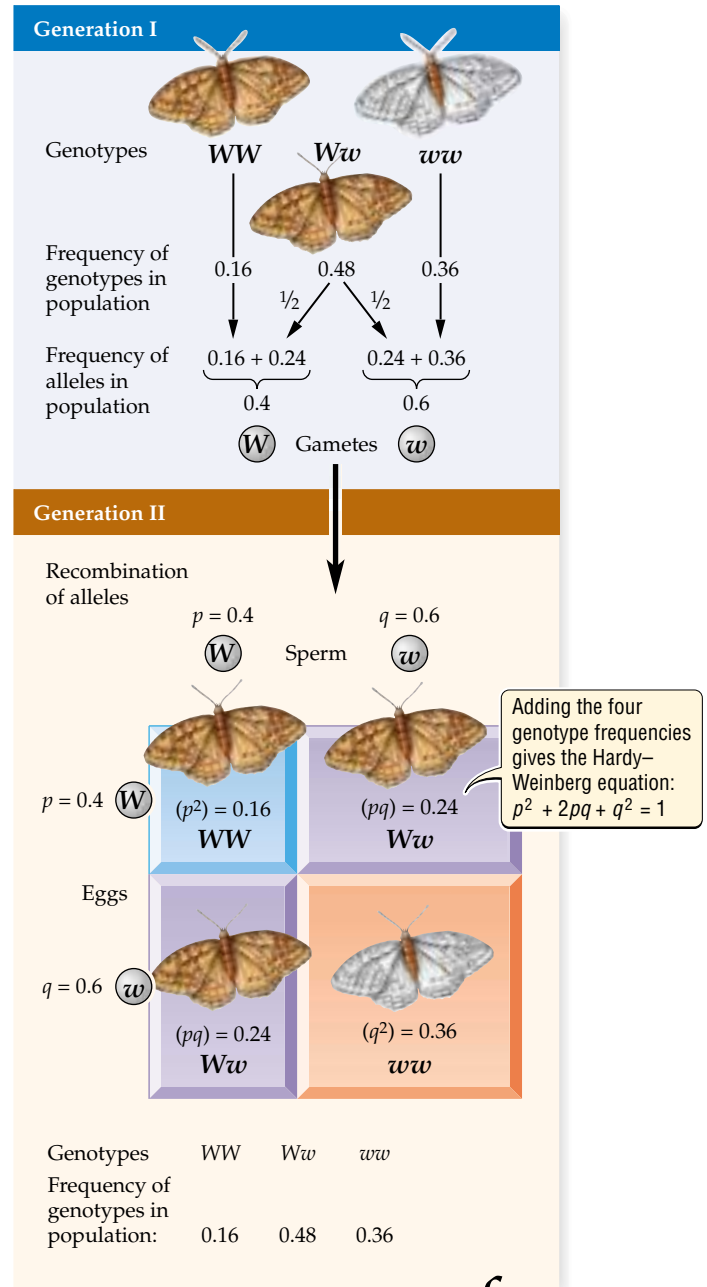 Generation I
Genotypes WW Ww ww
Frequency of
genotypes in
population
0.16 0.48 0.36
½ ½
Frequency of
alleles in
population
0.16 + 0.24 0.24 + 0.36
0.4 0.6
W Gametes w
Generation II
Recombination
of alleles
p = 0.4 q = 0.6
W Sperm w
Adding the four
genotype frequencies
gives the Hardy–
Weinberg equation:
p² + 2pq + q² = 1
p = 0.4 W
(p²) = 0.16 (pq) = 0.24
WW Ww
Eggs
q = 0.6 w
(pq) = 0.24 (q²) = 0.36
Ww ww
Genotypes WW Ww ww
Frequency of
genotypes in
population: 0.16 0.48 0.36